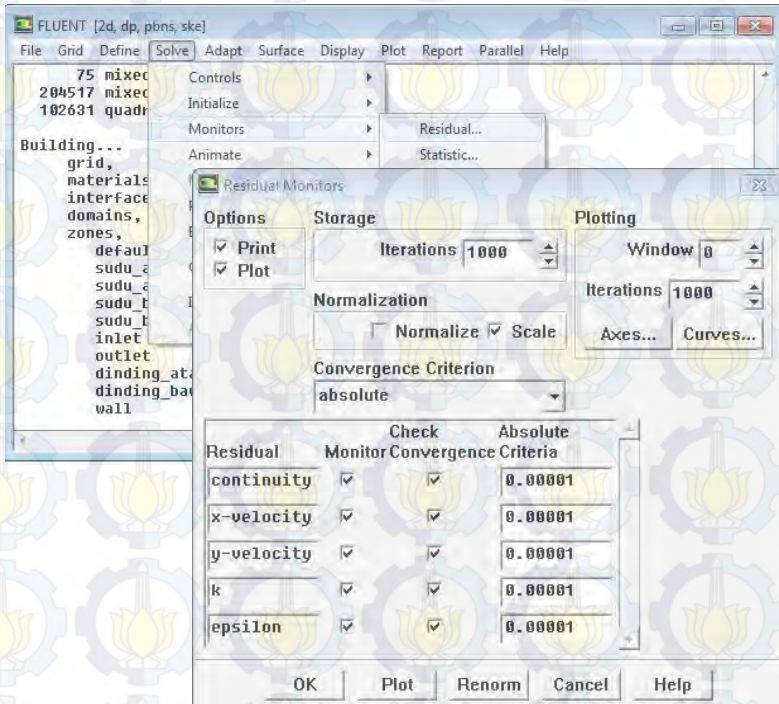 FLUENT [2d, dp, pbns, ske]
File Grid Define Solve Adapt Surface Display Plot Report Parallel Help
75 mixed
204517 mixed
102631 quadr
Building...
grid,
materials
interface
domains,
zones,
defaul
sudu_a
sudu_a
sudu_b
sudu_b
inlet
outlet
dinding_ata
dinding_baw
wall
Controls
Initialize
Monitors
Animate
Residual...
Statistic...
Residual Monitors
Options
Print
Plot
Storage
Iterations 1000
Normalization
Normalize Scale
Convergence Criterion
absolute
Plotting
Window 0
Iterations 1000
Axes... Curves...
Residual Monitor Check Convergence Absolute Criteria
continuity 0.00001
x-velocity 0.00001
y-velocity 0.00001
k 0.00001
epsilon 0.00001
OK Plot Renorm Cancel Help